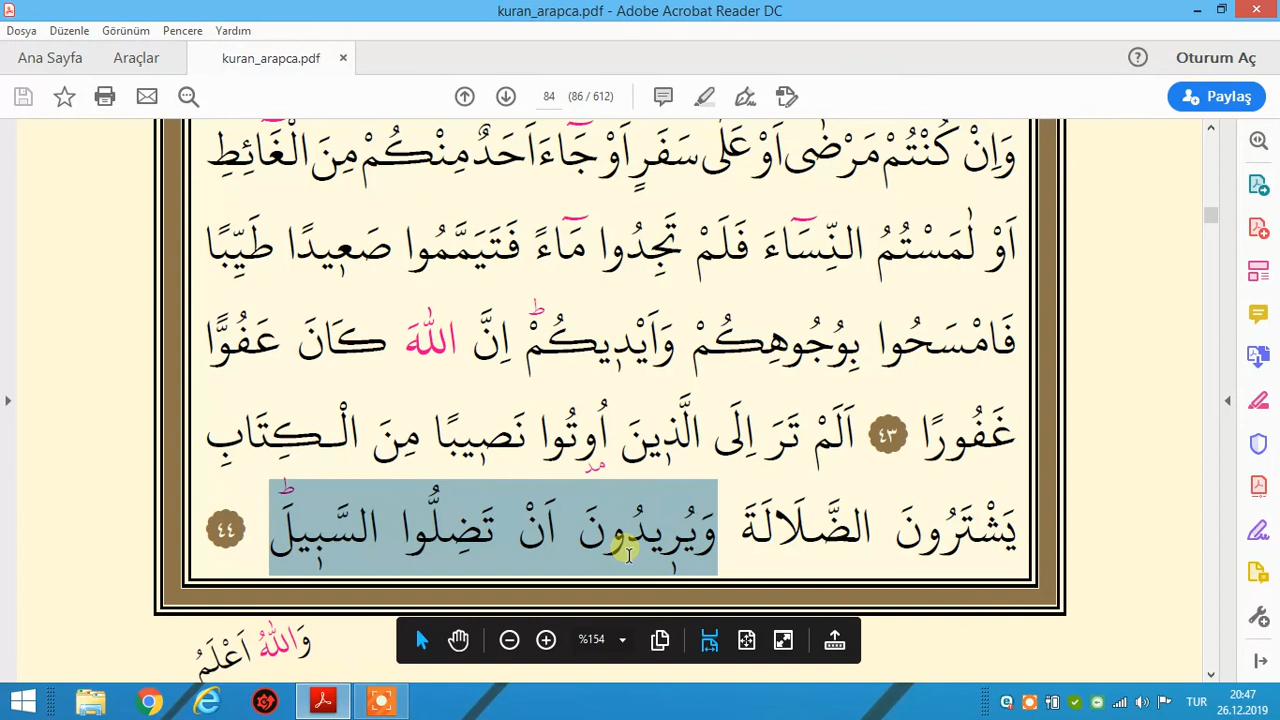 kuran_arapca.pdf - Adobe Acrobat Reader DC
Dosya Düzenle Görünüm Pencere Yardım
Ana Sayfa Araçlar kuran_arapca.pdf Oturum Aç
84 (86 / 612) Paylaş
وَاِنْ كُنْتُمْ مَرْضٰٓى اَوْ عَلٰى سَفَرٍ اَوْ جَٓاءَ اَحَدٌ مِنْكُمْ مِنَ الْغَٓائِطِ
اَوْ لٰمَسْتُمُ النِّسَٓاءَ فَلَمْ تَجِدُوا مَٓاءً فَتَيَمَّمُوا صَعٖيدًا طَيِّبًا
فَامْسَحُوا بِوُجُوهِكُمْ وَاَيْدٖيكُمْؕ اِنَّ اللّٰهَ كَانَ عَفُوًّا
غَفُورًا ٤٣ اَلَمْ تَرَ اِلَى الَّذٖينَ اُوتُوا نَصٖيبًا مِنَ الْكِتَابِ
مد
يَشْتَرُونَ الضَّلَالَةَ وَيُرٖيدُونَ اَنْ تَضِلُّوا السَّبٖيلَؕ ٤٤
وَاللّٰهُ اَعْلَمُ
%154
TUR 20:47
26.12.2019